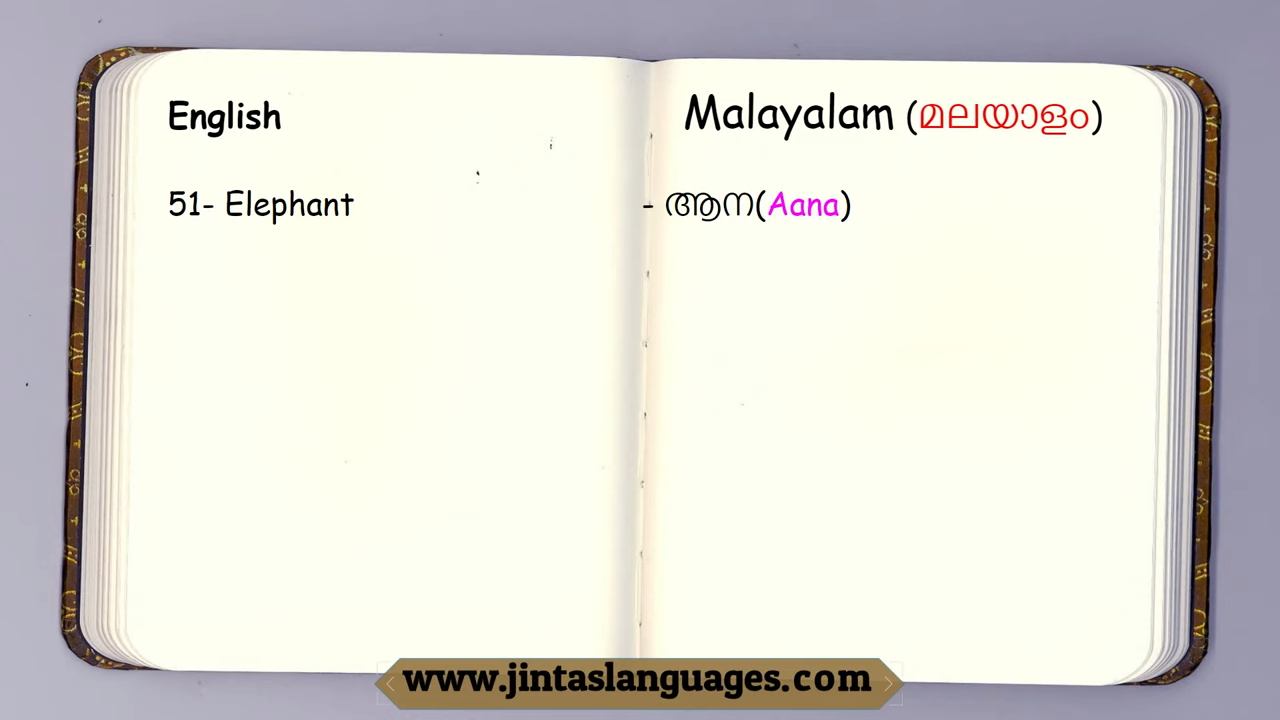 English Malayalam (മലയാളം)
51- Elephant - ആന(Aana)
www.jintaslanguages.com